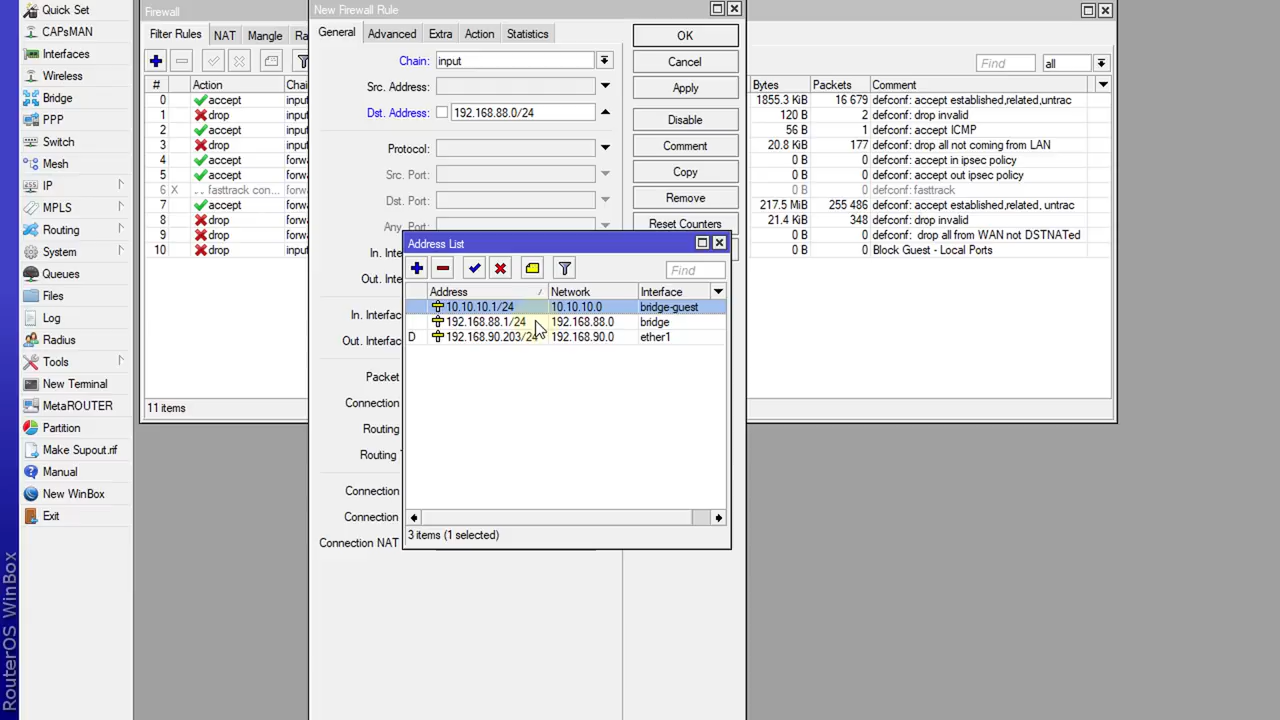 RouterOS WinBox
Quick Set
CAPsMAN
Interfaces
Wireless
Bridge
PPP
Switch
Mesh
IP
MPLS
Routing
System
Queues
Files
Log
Radius
Tools
New Terminal
MetaROUTER
Partition
Make Supout.rif
Manual
New WinBox
Exit
Firewall
Filter Rules NAT Mangle
Find all
# Action Bytes Packets Comment
0 accept input 1855.3 KiB 16 679 defconf: accept established,related,untrac
1 drop input 120 B 2 defconf: drop invalid
2 accept input 56 B 1 defconf: accept ICMP
3 drop input 20.8 KiB 177 defconf: drop all not coming from LAN
4 accept forw 0 B 0 defconf: accept in ipsec policy
5 accept forw 0 B 0 defconf: accept out ipsec policy
6 X fasttrack con... forw 0 B 0 defconf: fasttrack
7 accept forw 217.5 MiB 255 486 defconf: accept established,related, untrac
8 drop forw 21.4 KiB 348 defconf: drop invalid
9 drop forw 0 B 0 defconf: drop all from WAN not DSTNATed
10 drop input 0 B 0 Block Guest - Local Ports
11 items
New Firewall Rule
General Advanced Extra Action Statistics
Chain: input
Src. Address:
Dst. Address: 192.168.88.0/24
Protocol:
Src. Port:
Dst. Port:
Any. Port:
In. Inte
Out. Inte
In. Interfac
Out. Interfac
Packet
Connection
Routing
Routing
Connection
Connection
Connection NAT
OK
Cancel
Apply
Disable
Comment
Copy
Remove
Reset Counters
Address List
Find
Address Network Interface
10.10.10.1/24 10.10.10.0 bridge-guest
192.168.88.1/24 192.168.88.0 bridge
D 192.168.90.203/24 192.168.90.0 ether1
3 items (1 selected)